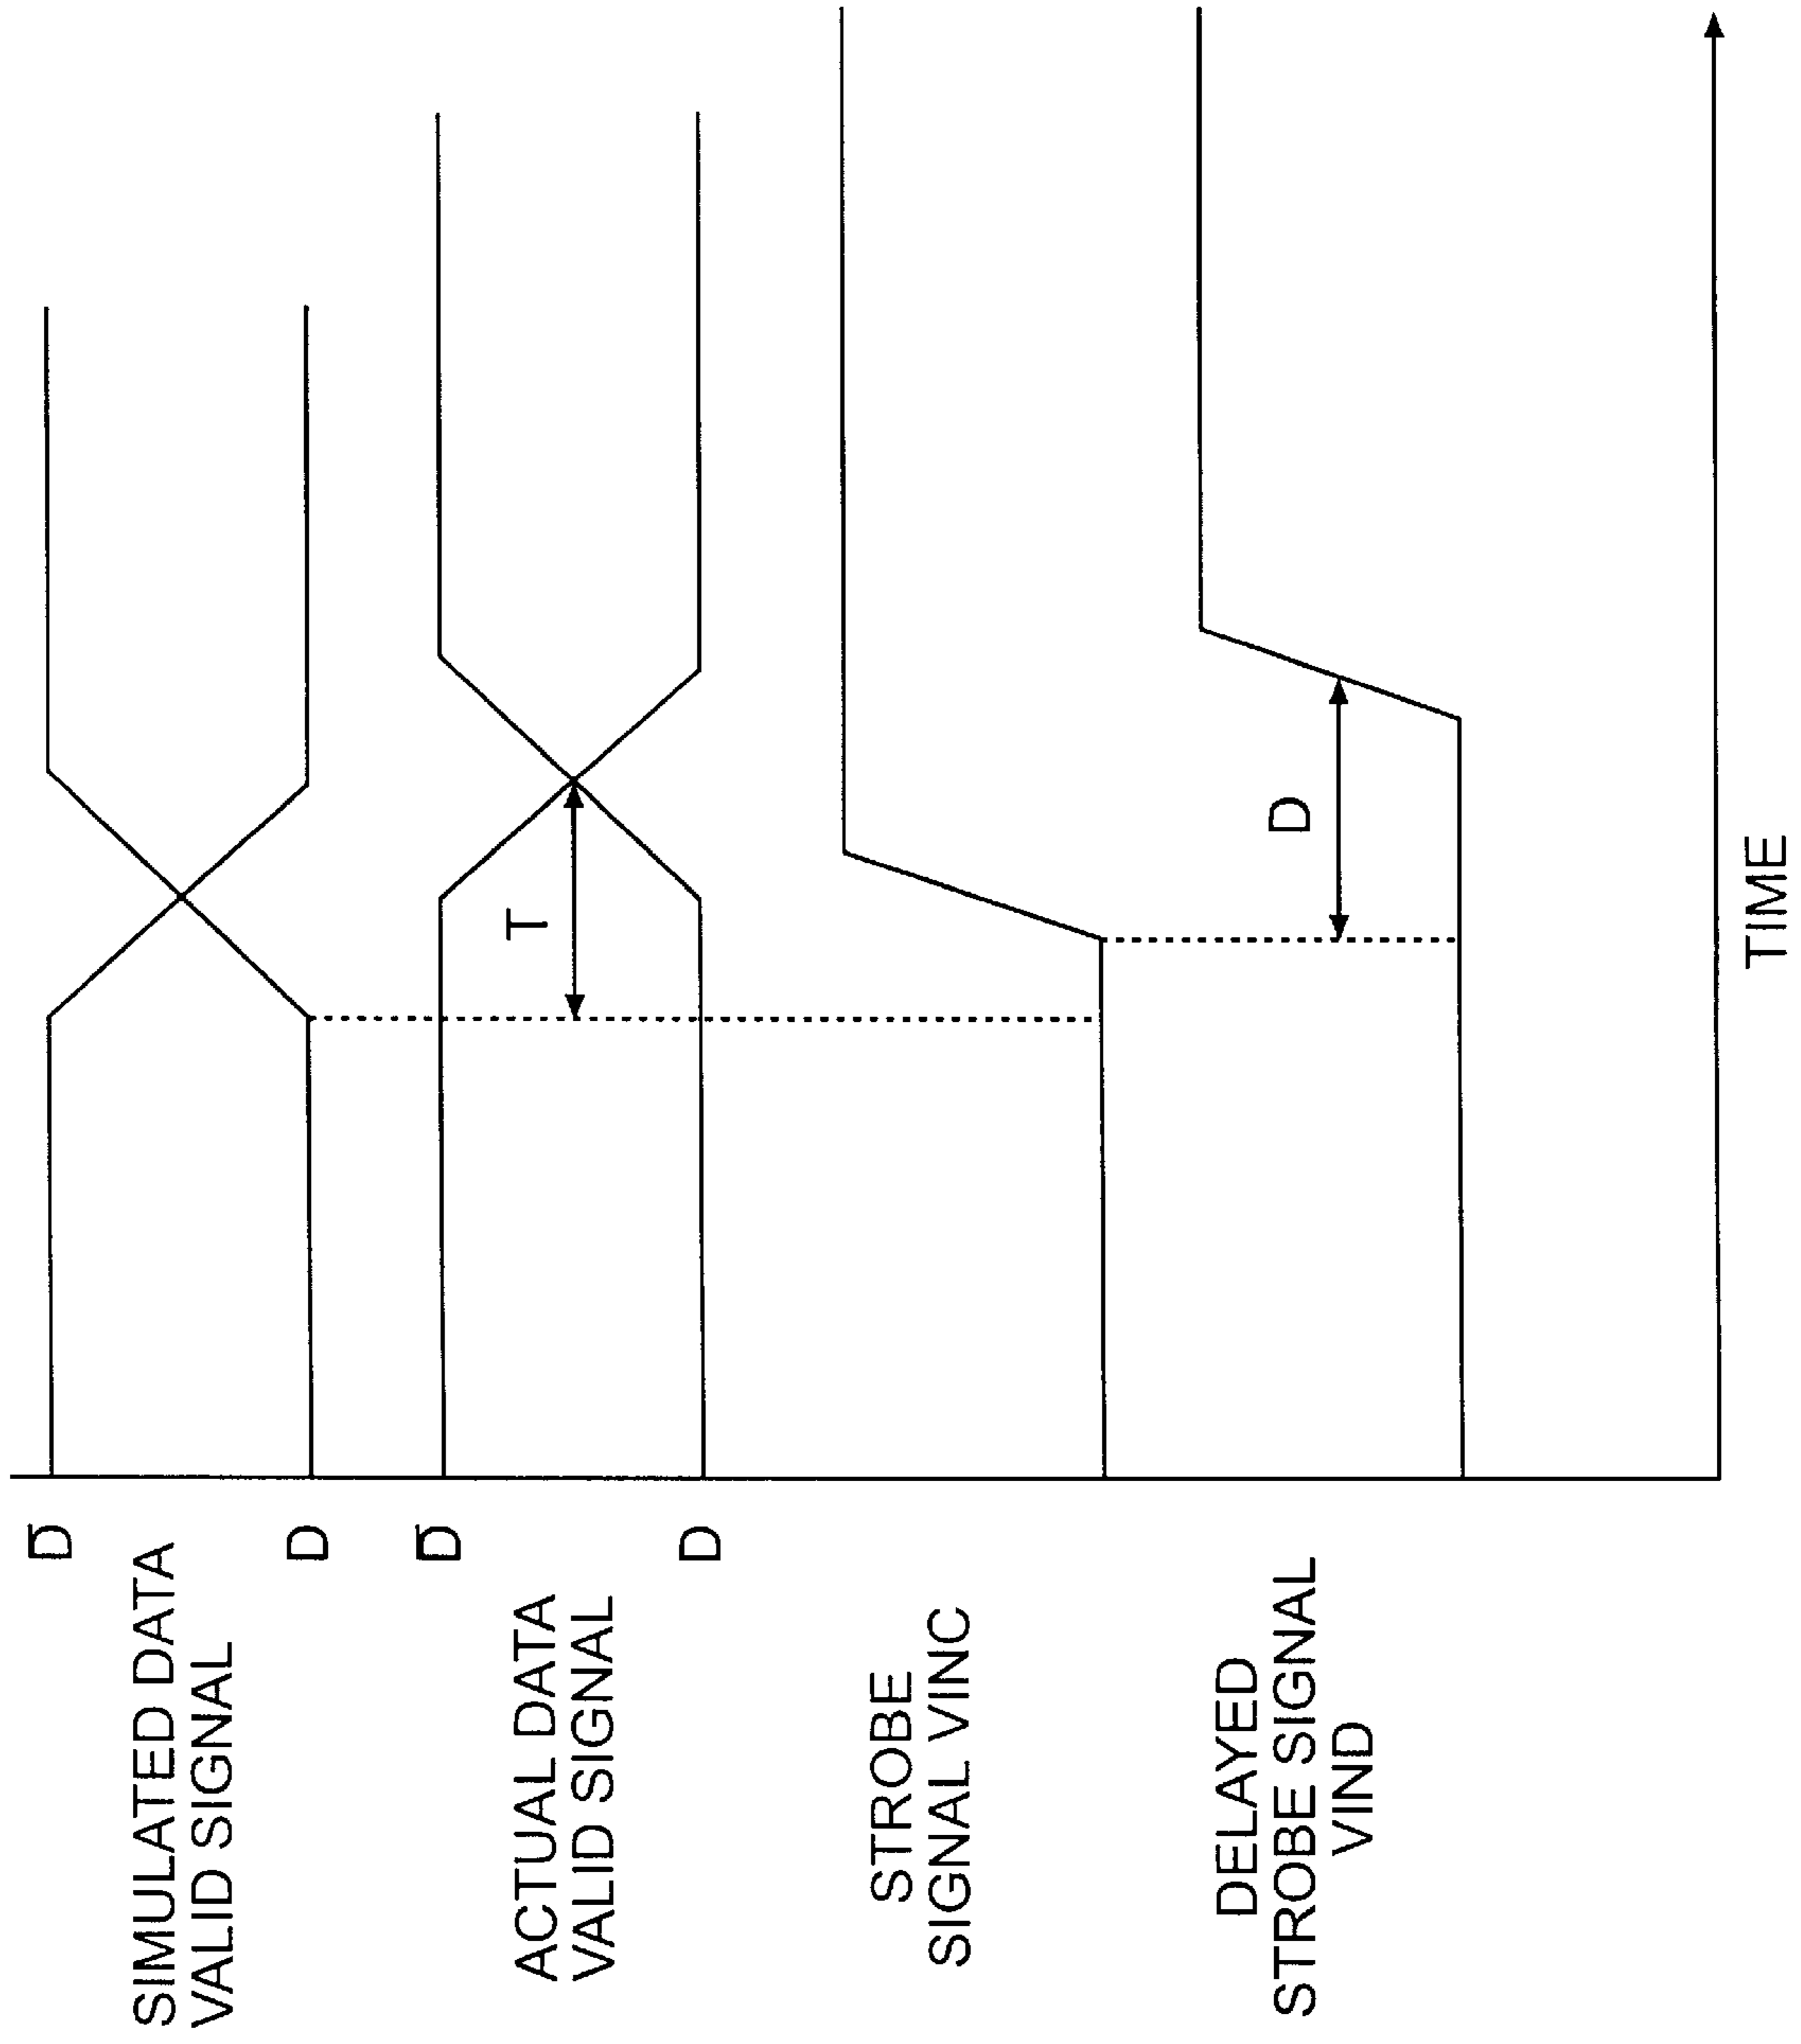 D̅
SIMULATED DATA
VALID SIGNAL
D
D̅
ACTUAL DATA
VALID SIGNAL
T
D
STROBE
SIGNAL VINC
DELAYED
STROBE SIGNAL
VIND
D
TIME